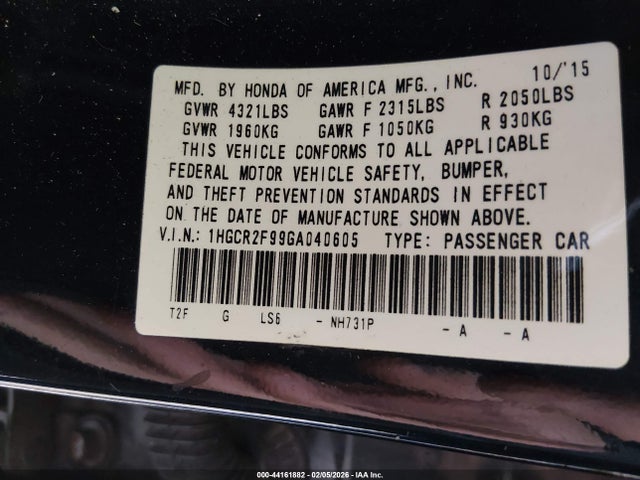 MFD. BY HONDA OF AMERICA MFG., INC. 10/'15
GVWR 4321LBS GAWR F 2315LBS R 2050LBS
GVWR 1960KG GAWR F 1050KG R 930KG
THIS VEHICLE CONFORMS TO ALL APPLICABLE
FEDERAL MOTOR VEHICLE SAFETY, BUMPER,
AND THEFT PREVENTION STANDARDS IN EFFECT
ON THE DATE OF MANUFACTURE SHOWN ABOVE.
V.I.N.: 1HGCR2F99GA040605 TYPE: PASSENGER CAR
T2F G LS6 - NH731P - A - A
000-44161882 - 02/05/2026 - IAA Inc.